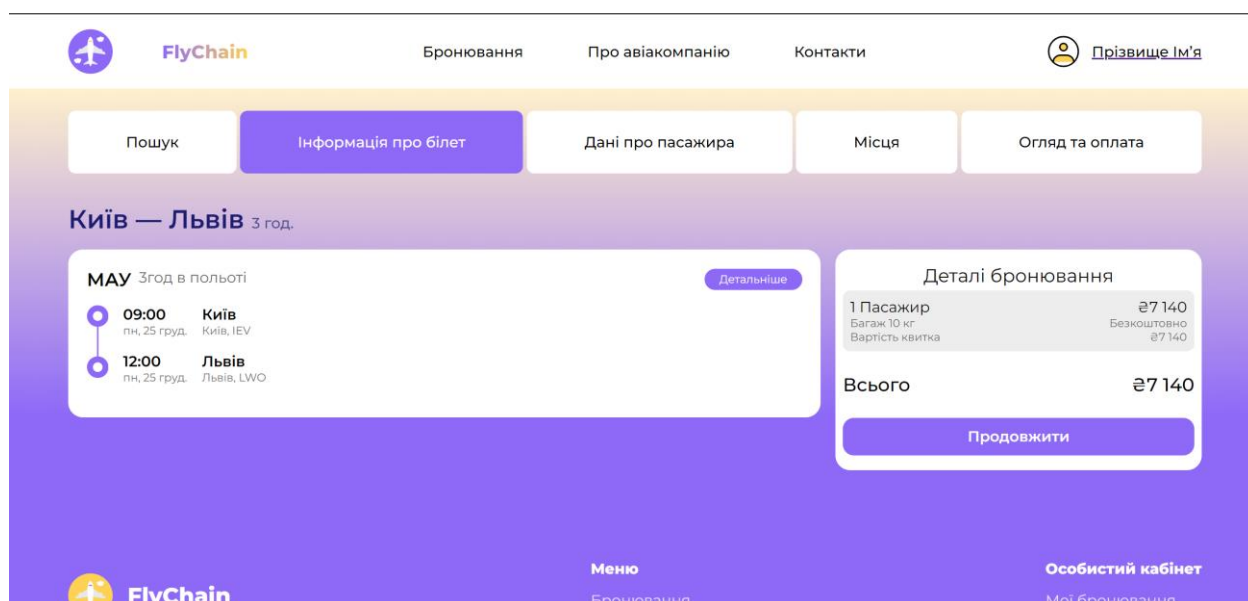 FlyChain Бронювання Про авіакомпанію Контакти Прізвище Ім'я
Пошук Інформація про білет Дані про пасажира Місця Огляд та оплата
Київ — Львів 3 год.
МАУ 3год в польоті Детальніше
09:00 Київ
пн, 25 груд. Київ, IEV
12:00 Львів
пн, 25 груд. Львів, LWO
Деталі бронювання
1 Пасажир ₴7 140
Багаж 10 кг Безкоштовно
Вартість квитка ₴7 140
Всього ₴7 140
Продовжити
Меню Особистий кабінет
FlyChain
Бронювання Мої бронювання